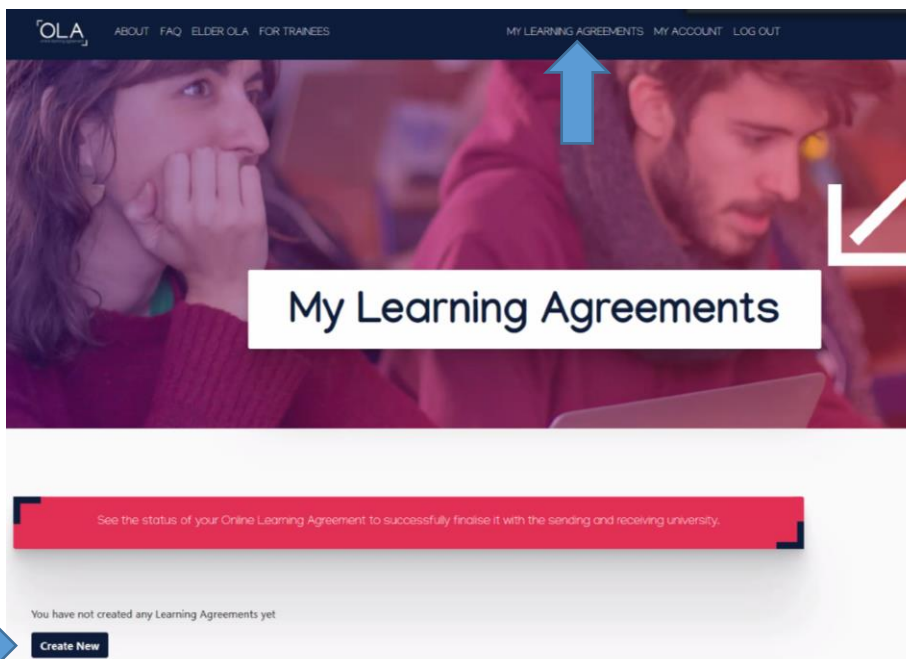 OLA
ABOUT FAQ ELDER OLA FOR TRAINEES MY LEARNING AGREEMENTS MY ACCOUNT LOG OUT
My Learning Agreements
See the status of your Online Learning Agreement to successfully finalise it with the sending and receiving university.
You have not created any Learning Agreements yet
Create New